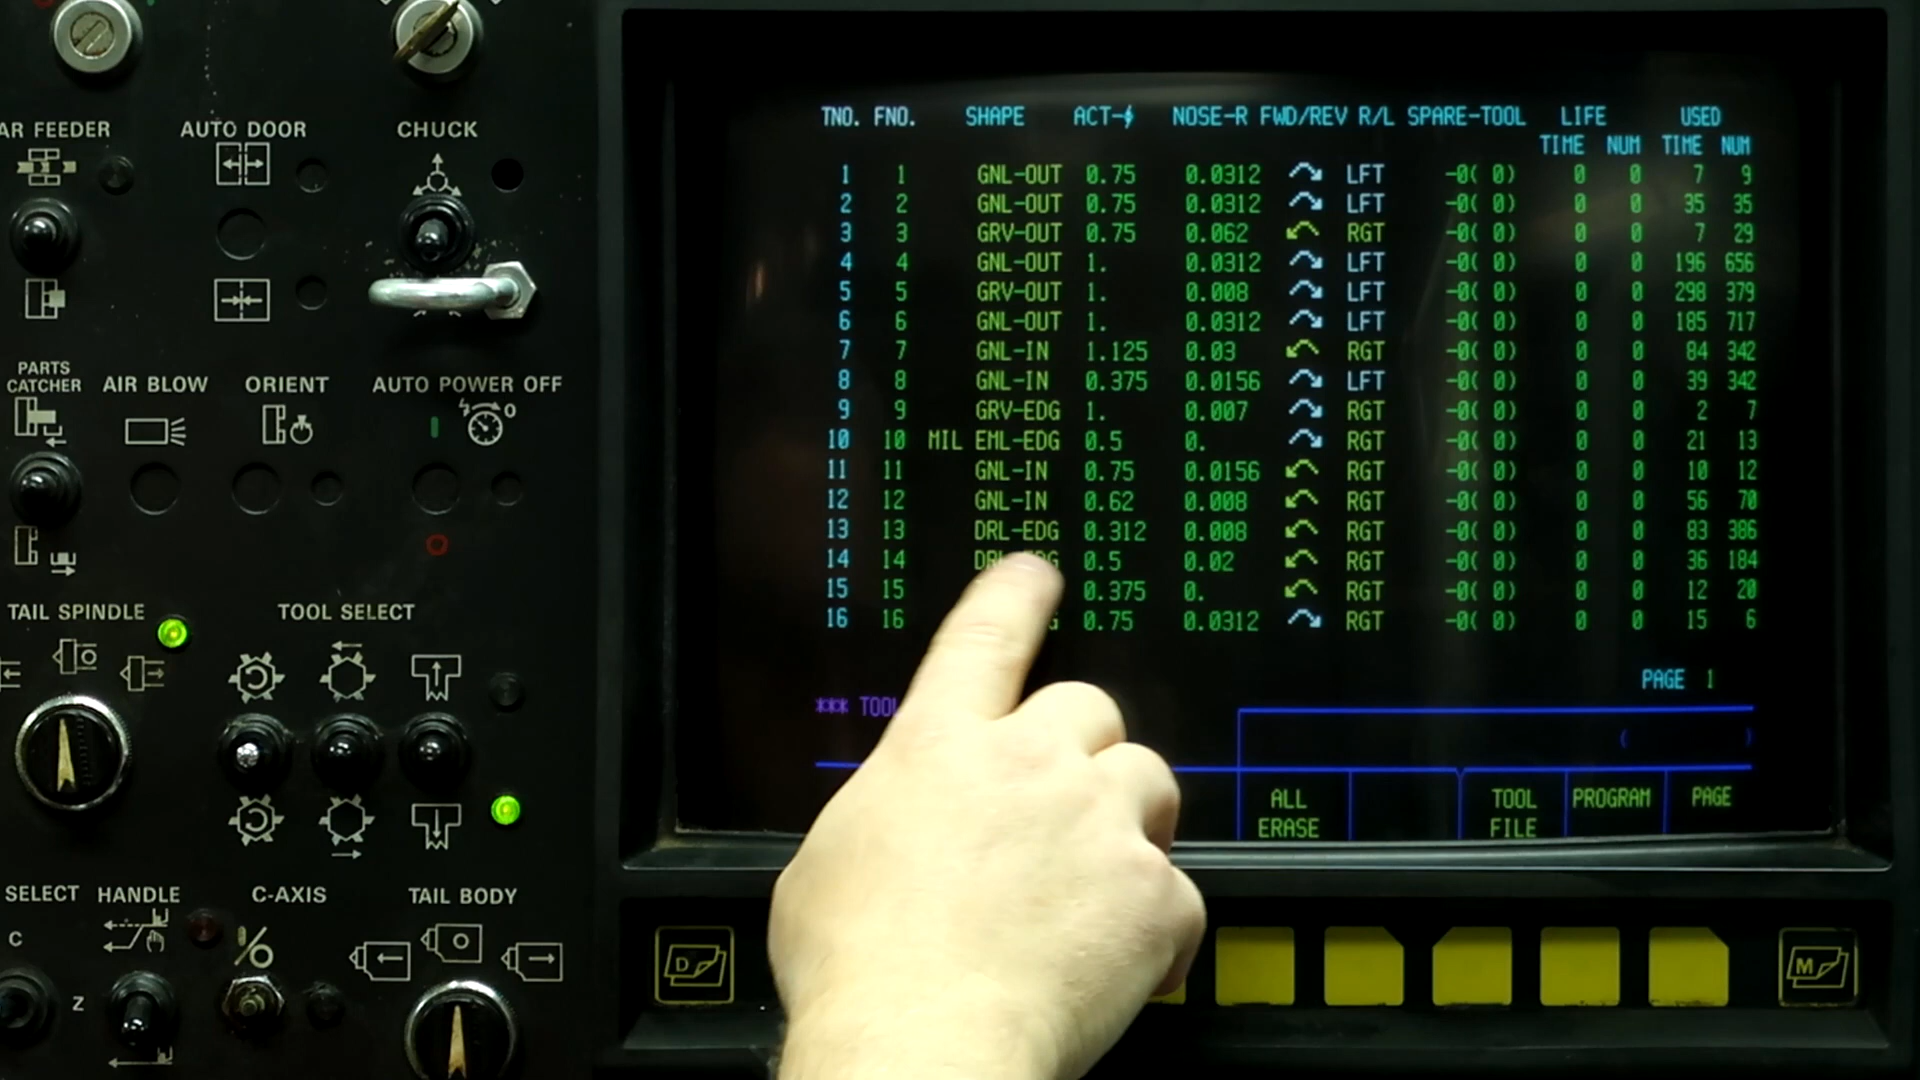 AR FEEDER AUTO DOOR CHUCK
PARTS
CATCHER AIR BLOW ORIENT AUTO POWER OFF
TAIL SPINDLE TOOL SELECT
SELECT HANDLE C-AXIS TAIL BODY
C
Z
TNO. FNO. SHAPE ACT-ϕ NOSE-R FWD/REV R/L SPARE-TOOL LIFE USED
TIME NUM TIME NUM
1 1 GNL-OUT 0.75 0.0312 LFT -0( 0) 0 0 7 9
2 2 GNL-OUT 0.75 0.0312 LFT -0( 0) 0 0 35 35
3 3 GRV-OUT 0.75 0.062 RGT -0( 0) 0 0 7 29
4 4 GNL-OUT 1. 0.0312 LFT -0( 0) 0 0 196 656
5 5 GRV-OUT 1. 0.008 LFT -0( 0) 0 0 298 379
6 6 GNL-OUT 1. 0.0312 LFT -0( 0) 0 0 185 717
7 7 GNL-IN 1.125 0.03 RGT -0( 0) 0 0 84 342
8 8 GNL-IN 0.375 0.0156 LFT -0( 0) 0 0 39 342
9 9 GRV-EDG 1. 0.007 RGT -0( 0) 0 0 2 7
10 10 MIL EML-EDG 0.5 0. RGT -0( 0) 0 0 21 13
11 11 GNL-IN 0.75 0.0156 RGT -0( 0) 0 0 10 12
12 12 GNL-IN 0.62 0.008 RGT -0( 0) 0 0 56 70
13 13 DRL-EDG 0.312 0.008 RGT -0( 0) 0 0 83 386
14 14 DRL-EDG 0.5 0.02 RGT -0( 0) 0 0 36 184
15 15 0.375 0. RGT -0( 0) 0 0 12 20
16 16 G 0.75 0.0312 RGT -0( 0) 0 0 15 6
PAGE 1
*** TOOL
( )
ALL ERASE TOOL FILE PROGRAM PAGE
D M